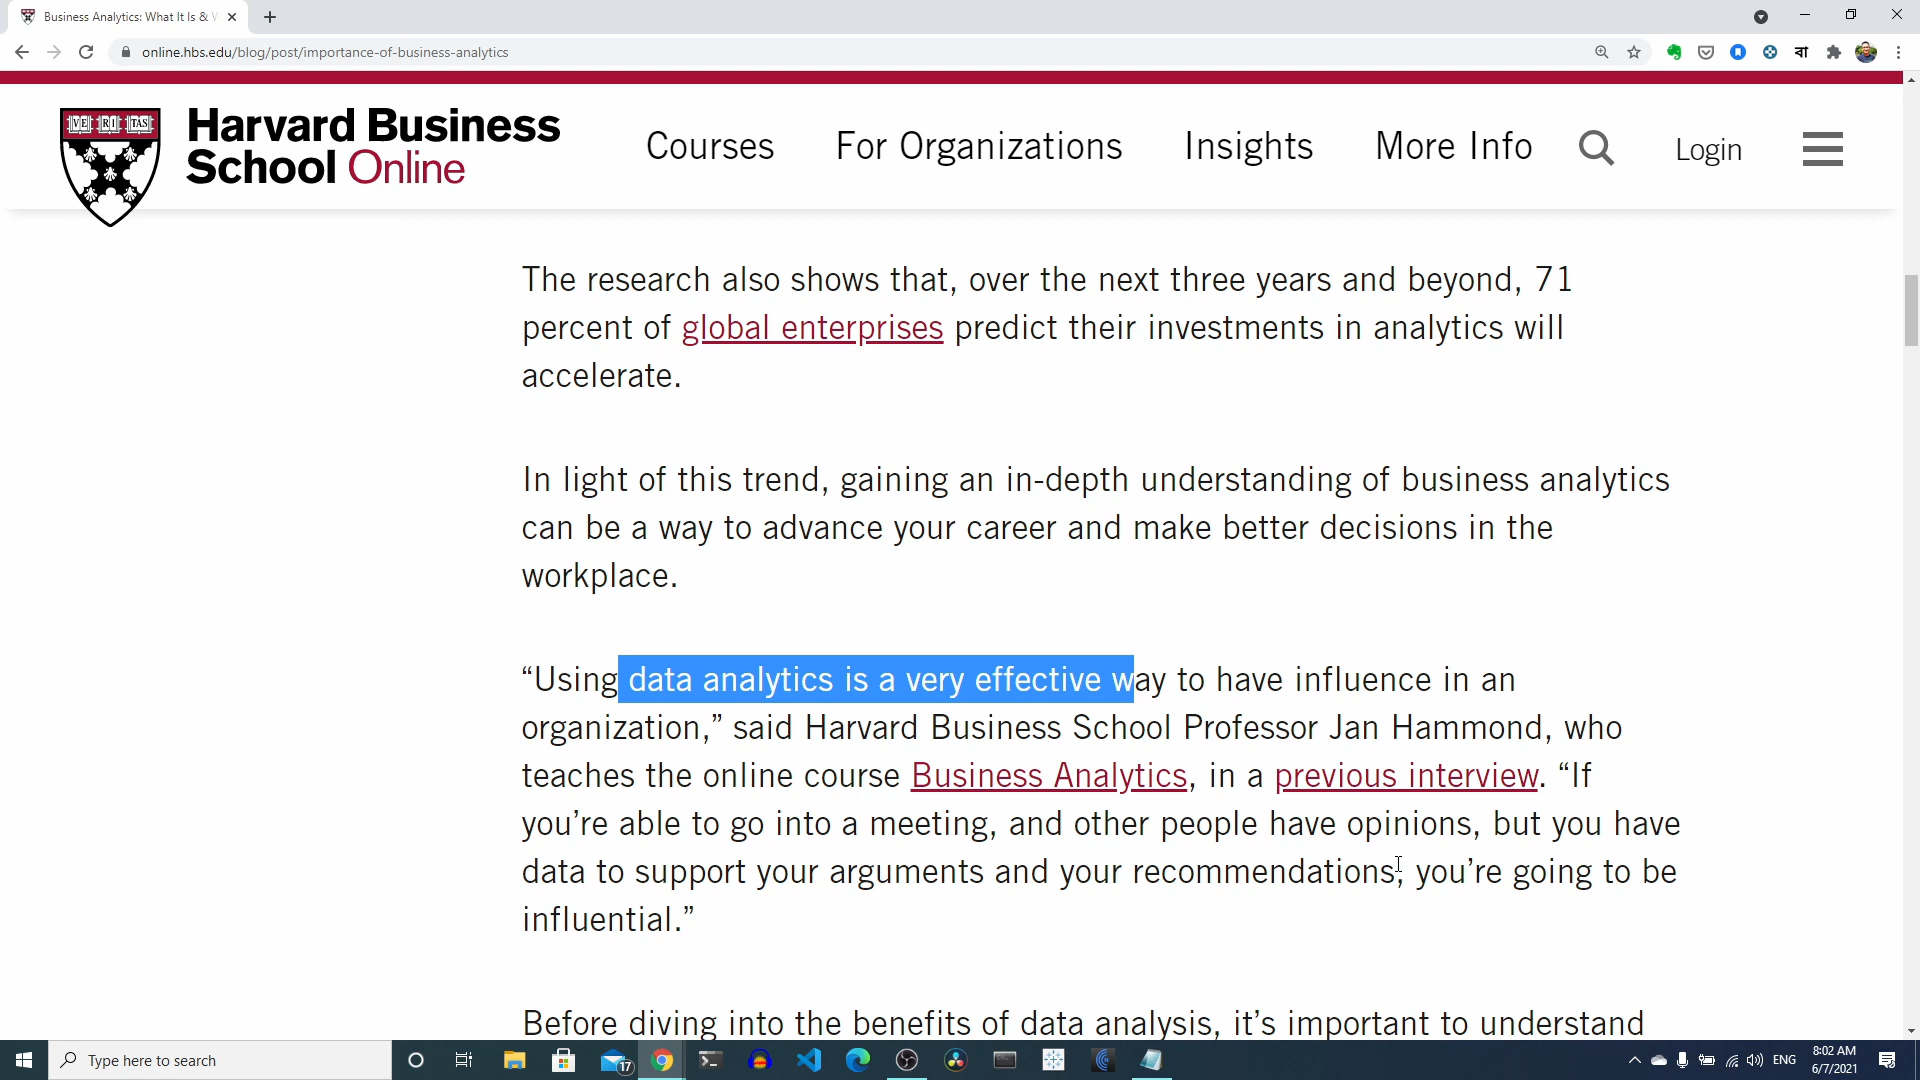 Business Analytics: What It Is &
online.hbs.edu/blog/post/importance-of-business-analytics
বা
VE RI TAS
Harvard Business
School Online
Courses
For Organizations
Insights
More Info
Login
The research also shows that, over the next three years and beyond, 71
percent of global enterprises predict their investments in analytics will
accelerate.
In light of this trend, gaining an in-depth understanding of business analytics
can be a way to advance your career and make better decisions in the
workplace.
“Using data analytics is a very effective way to have influence in an
organization,” said Harvard Business School Professor Jan Hammond, who
teaches the online course Business Analytics, in a previous interview. “If
you’re able to go into a meeting, and other people have opinions, but you have
data to support your arguments and your recommendations, you’re going to be
influential.”
Before diving into the benefits of data analysis, it’s important to understand
Type here to search
17
ENG
8:02 AM
6/7/2021